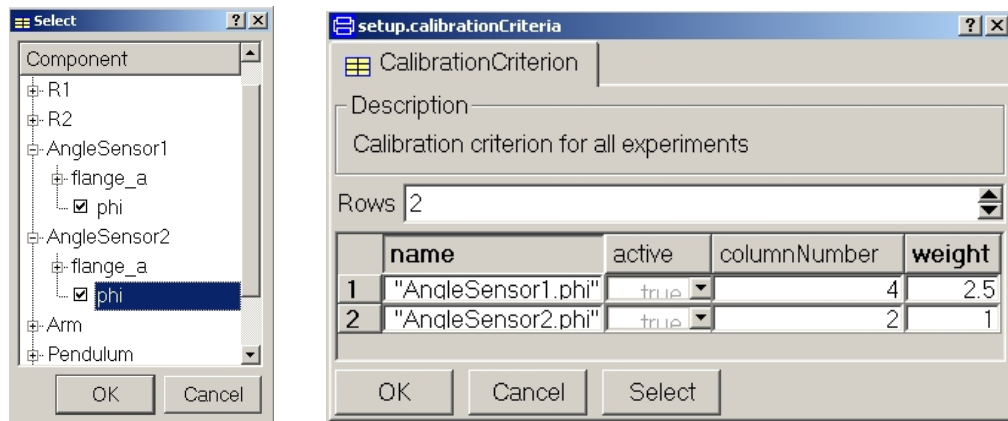 Select
Component
R1
R2
AngleSensor1
flange_a
phi
AngleSensor2
flange_a
phi
Arm
Pendulum
OK Cancel
setup.calibrationCriteria
CalibrationCriterion
Description
Calibration criterion for all experiments
Rows 2
name active columnNumber weight
1 "AngleSensor1.phi" true 4 2.5
2 "AngleSensor2.phi" true 2 1
OK Cancel Select